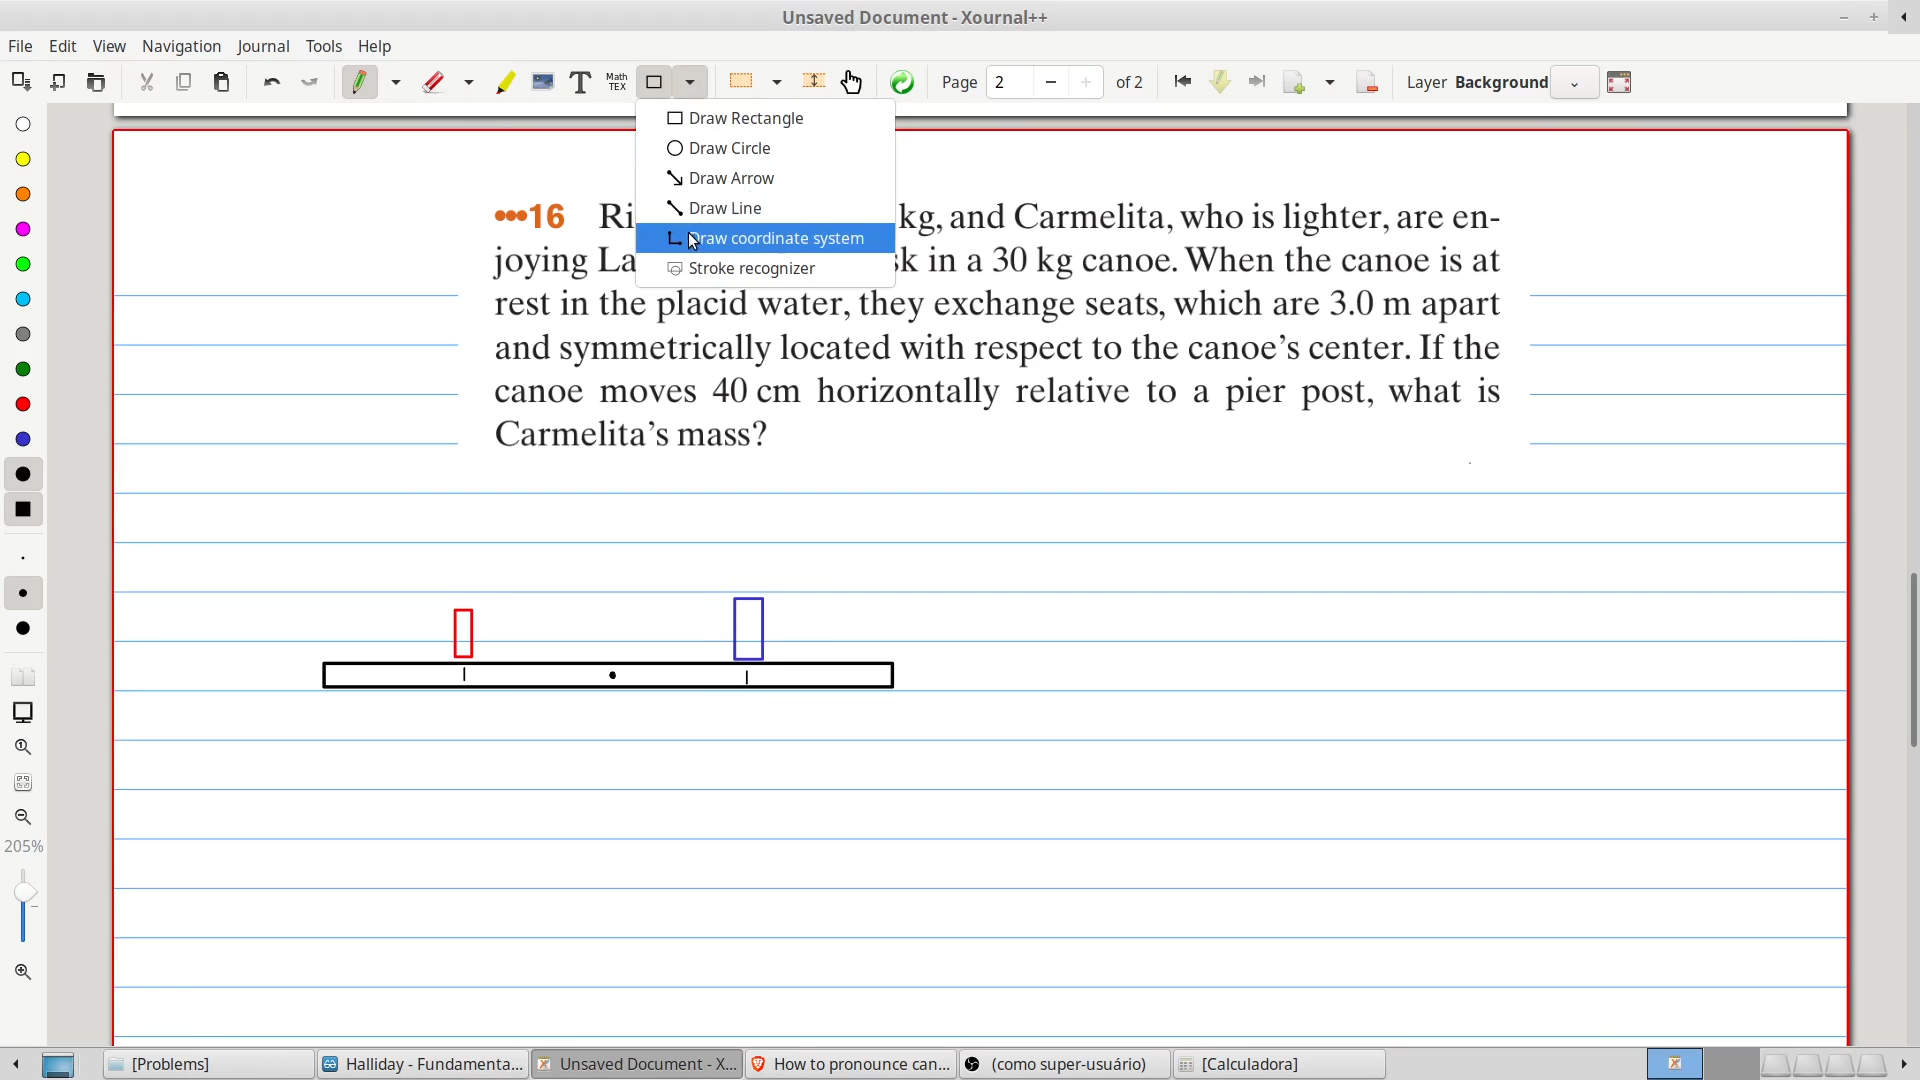 Unsaved Document - Xournal++
File Edit View Navigation Journal Tools Help
Math TEX
Page 2 of 2
Layer Background
Draw Rectangle
Draw Circle
Draw Arrow
Draw Line
Draw coordinate system
Stroke recognizer
•••16 Ri kg, and Carmelita, who is lighter, are en-
joying La sk in a 30 kg canoe. When the canoe is at
rest in the placid water, they exchange seats, which are 3.0 m apart
and symmetrically located with respect to the canoe's center. If the
canoe moves 40 cm horizontally relative to a pier post, what is
Carmelita's mass?
205%
[Problems]
Halliday - Fundamenta...
Unsaved Document - X...
How to pronounce can...
(como super-usuário)
[Calculadora]